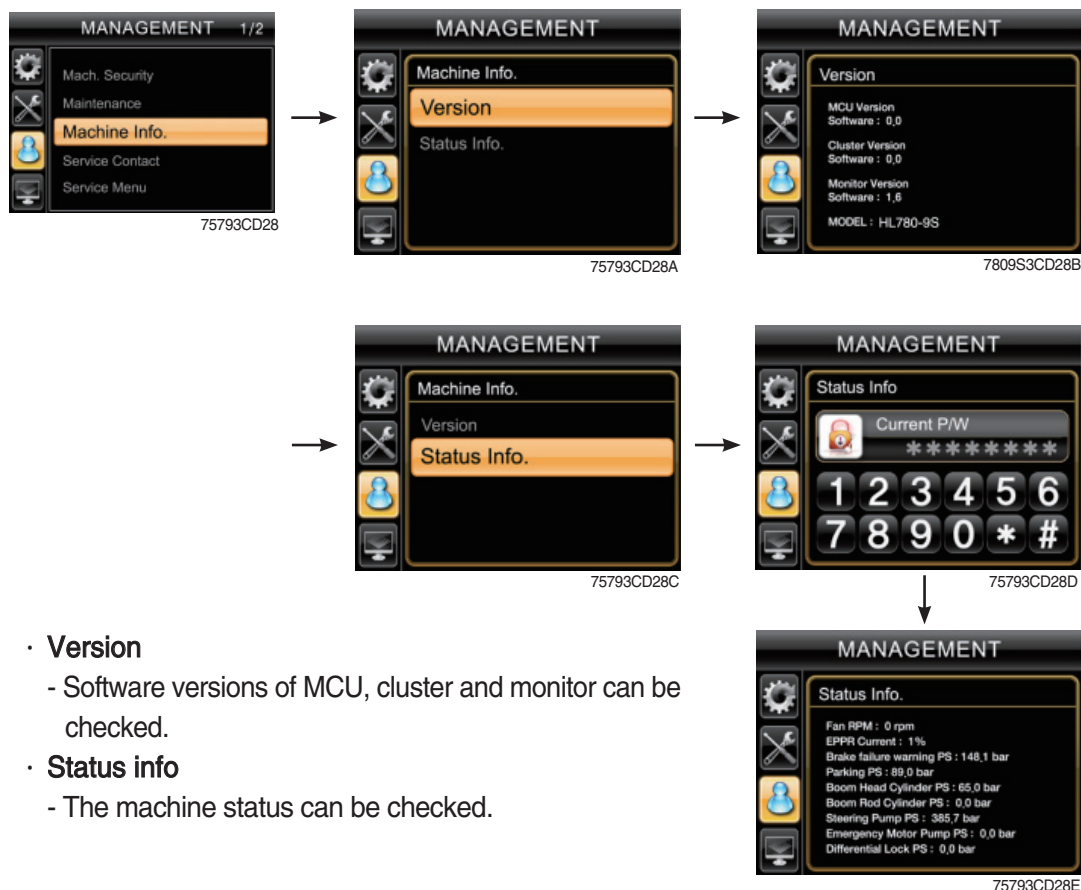 MANAGEMENT 1/2
Mach. Security
Maintenance
Machine Info.
Service Contact
Service Menu
75793CD28
MANAGEMENT
Machine Info.
Version
Status Info.
75793CD28A
MANAGEMENT
Version
MCU Version
Software : 0,0
Cluster Version
Software : 0,0
Monitor Version
Software : 1,6
MODEL : HL780-9S
7809S3CD28B
MANAGEMENT
Machine Info.
Version
Status Info.
75793CD28C
MANAGEMENT
Status Info
Current P/W
********
1 2 3 4 5 6
7 8 9 0 * #
75793CD28D
· Version
- Software versions of MCU, cluster and monitor can be
checked.
· Status info
- The machine status can be checked.
MANAGEMENT
Status Info.
Fan RPM : 0 rpm
EPPR Current : 1%
Brake failure warning PS : 148,1 bar
Parking PS : 89,0 bar
Boom Head Cylinder PS : 65,0 bar
Boom Rod Cylinder PS : 0,0 bar
Steering Pump PS : 385,7 bar
Emergency Motor Pump PS : 0,0 bar
Differential Lock PS : 0,0 bar
75793CD28E